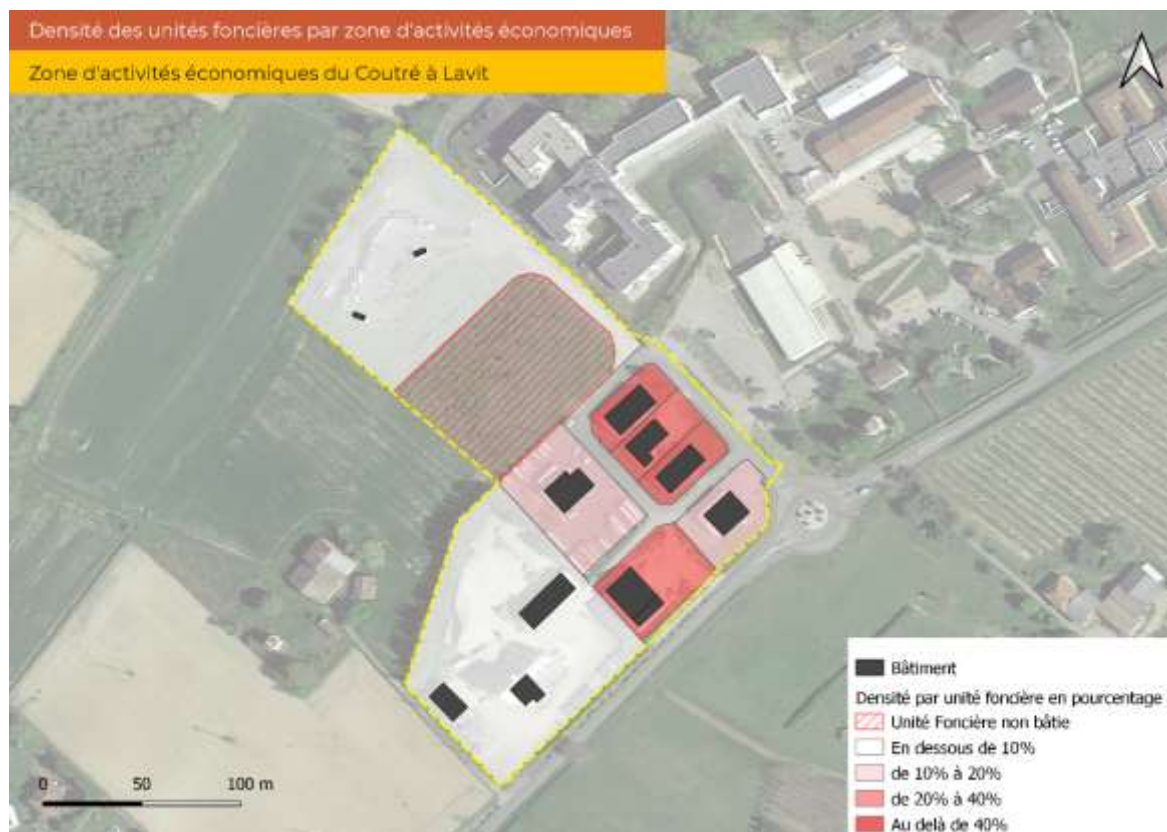 Densité des unités foncières par zone d'activités économiques
Zone d'activités économiques du Coutré à Lavit
Bâtiment
Densité par unité foncière en pourcentage
Unité Foncière non bâtie
En dessous de 10%
de 10% à 20%
de 20% à 40%
Au delà de 40%
0 50 100 m